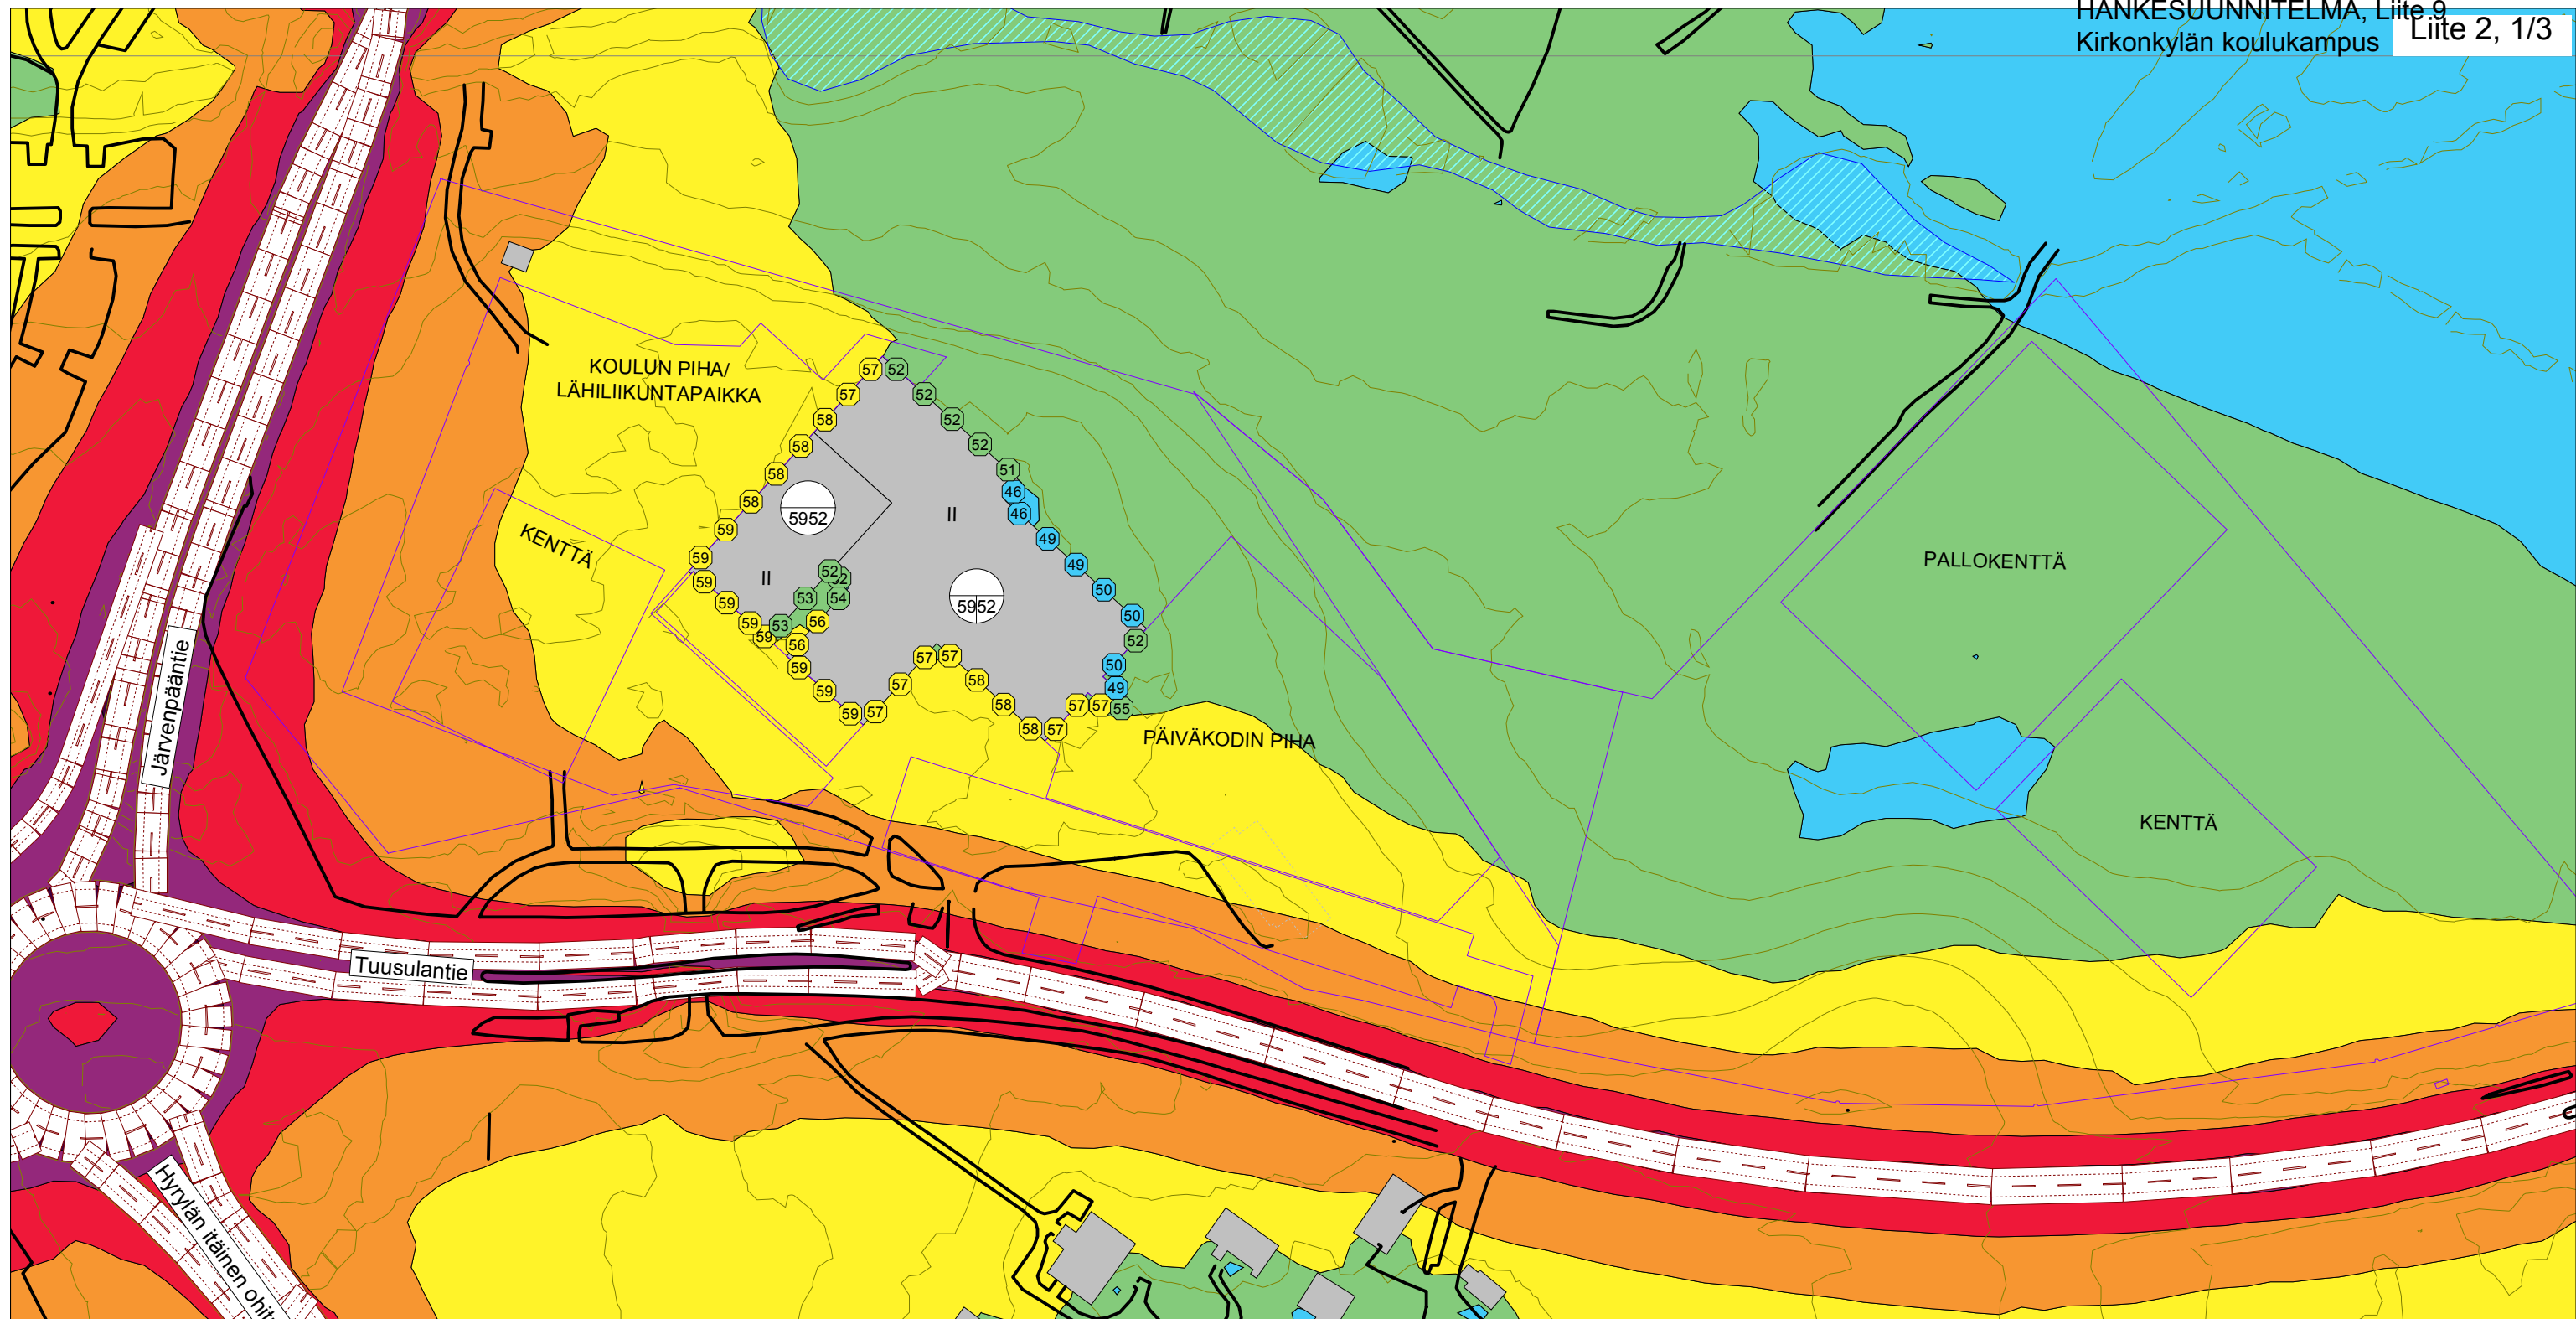 HANKESUUNNITELMA, Liite 9
Kirkonkylän koulukampus
Liite 2, 1/3
KOULUN PIHA/
LÄHILIIKUNTAPAIKKA
57 52
57 52
58 52
58 52
58 51
58 46
59 52
II
46
59 49
59 49
KENTTÄ
PALLOKENTTÄ
II
52 52
59 50
59 53 54
59 52
59 53 56 50
59 56 52
59 57 57 50
59 57 58 49
59 57 58 57 57 55
58 57
PÄIVÄKODIN PIHA
KENTTÄ
Järvenpääntie
Tuusulantie
Hyrylän itäinen